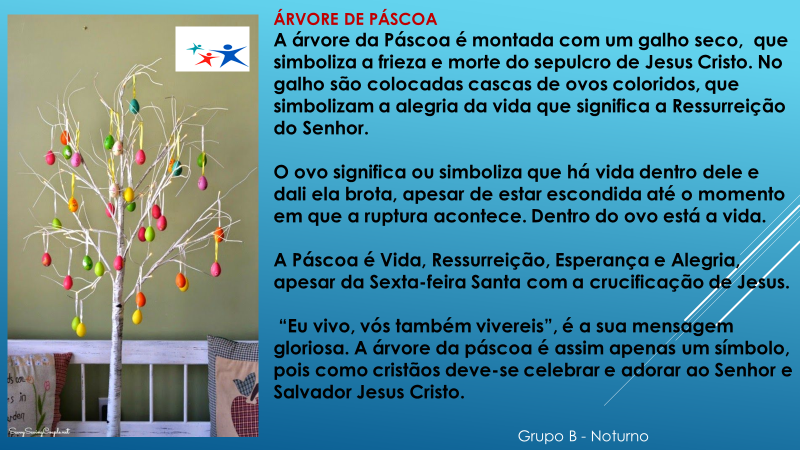 ÁRVORE DE PÁSCOA
A árvore da Páscoa é montada com um galho seco, que
simboliza a frieza e morte do sepulcro de Jesus Cristo. No
galho são colocadas cascas de ovos coloridos, que
simbolizam a alegria da vida que significa a Ressurreição
do Senhor.
O ovo significa ou simboliza que há vida dentro dele e
dali ela brota, apesar de estar escondida até o momento
em que a ruptura acontece. Dentro do ovo está a vida.
A Páscoa é Vida, Ressurreição, Esperança e Alegria,
apesar da Sexta-feira Santa com a crucificação de Jesus.
“Eu vivo, vós também vivereis”, é a sua mensagem
gloriosa. A árvore da páscoa é assim apenas um símbolo,
pois como cristãos deve-se celebrar e adorar ao Senhor e
Salvador Jesus Cristo.
Grupo B - Noturno